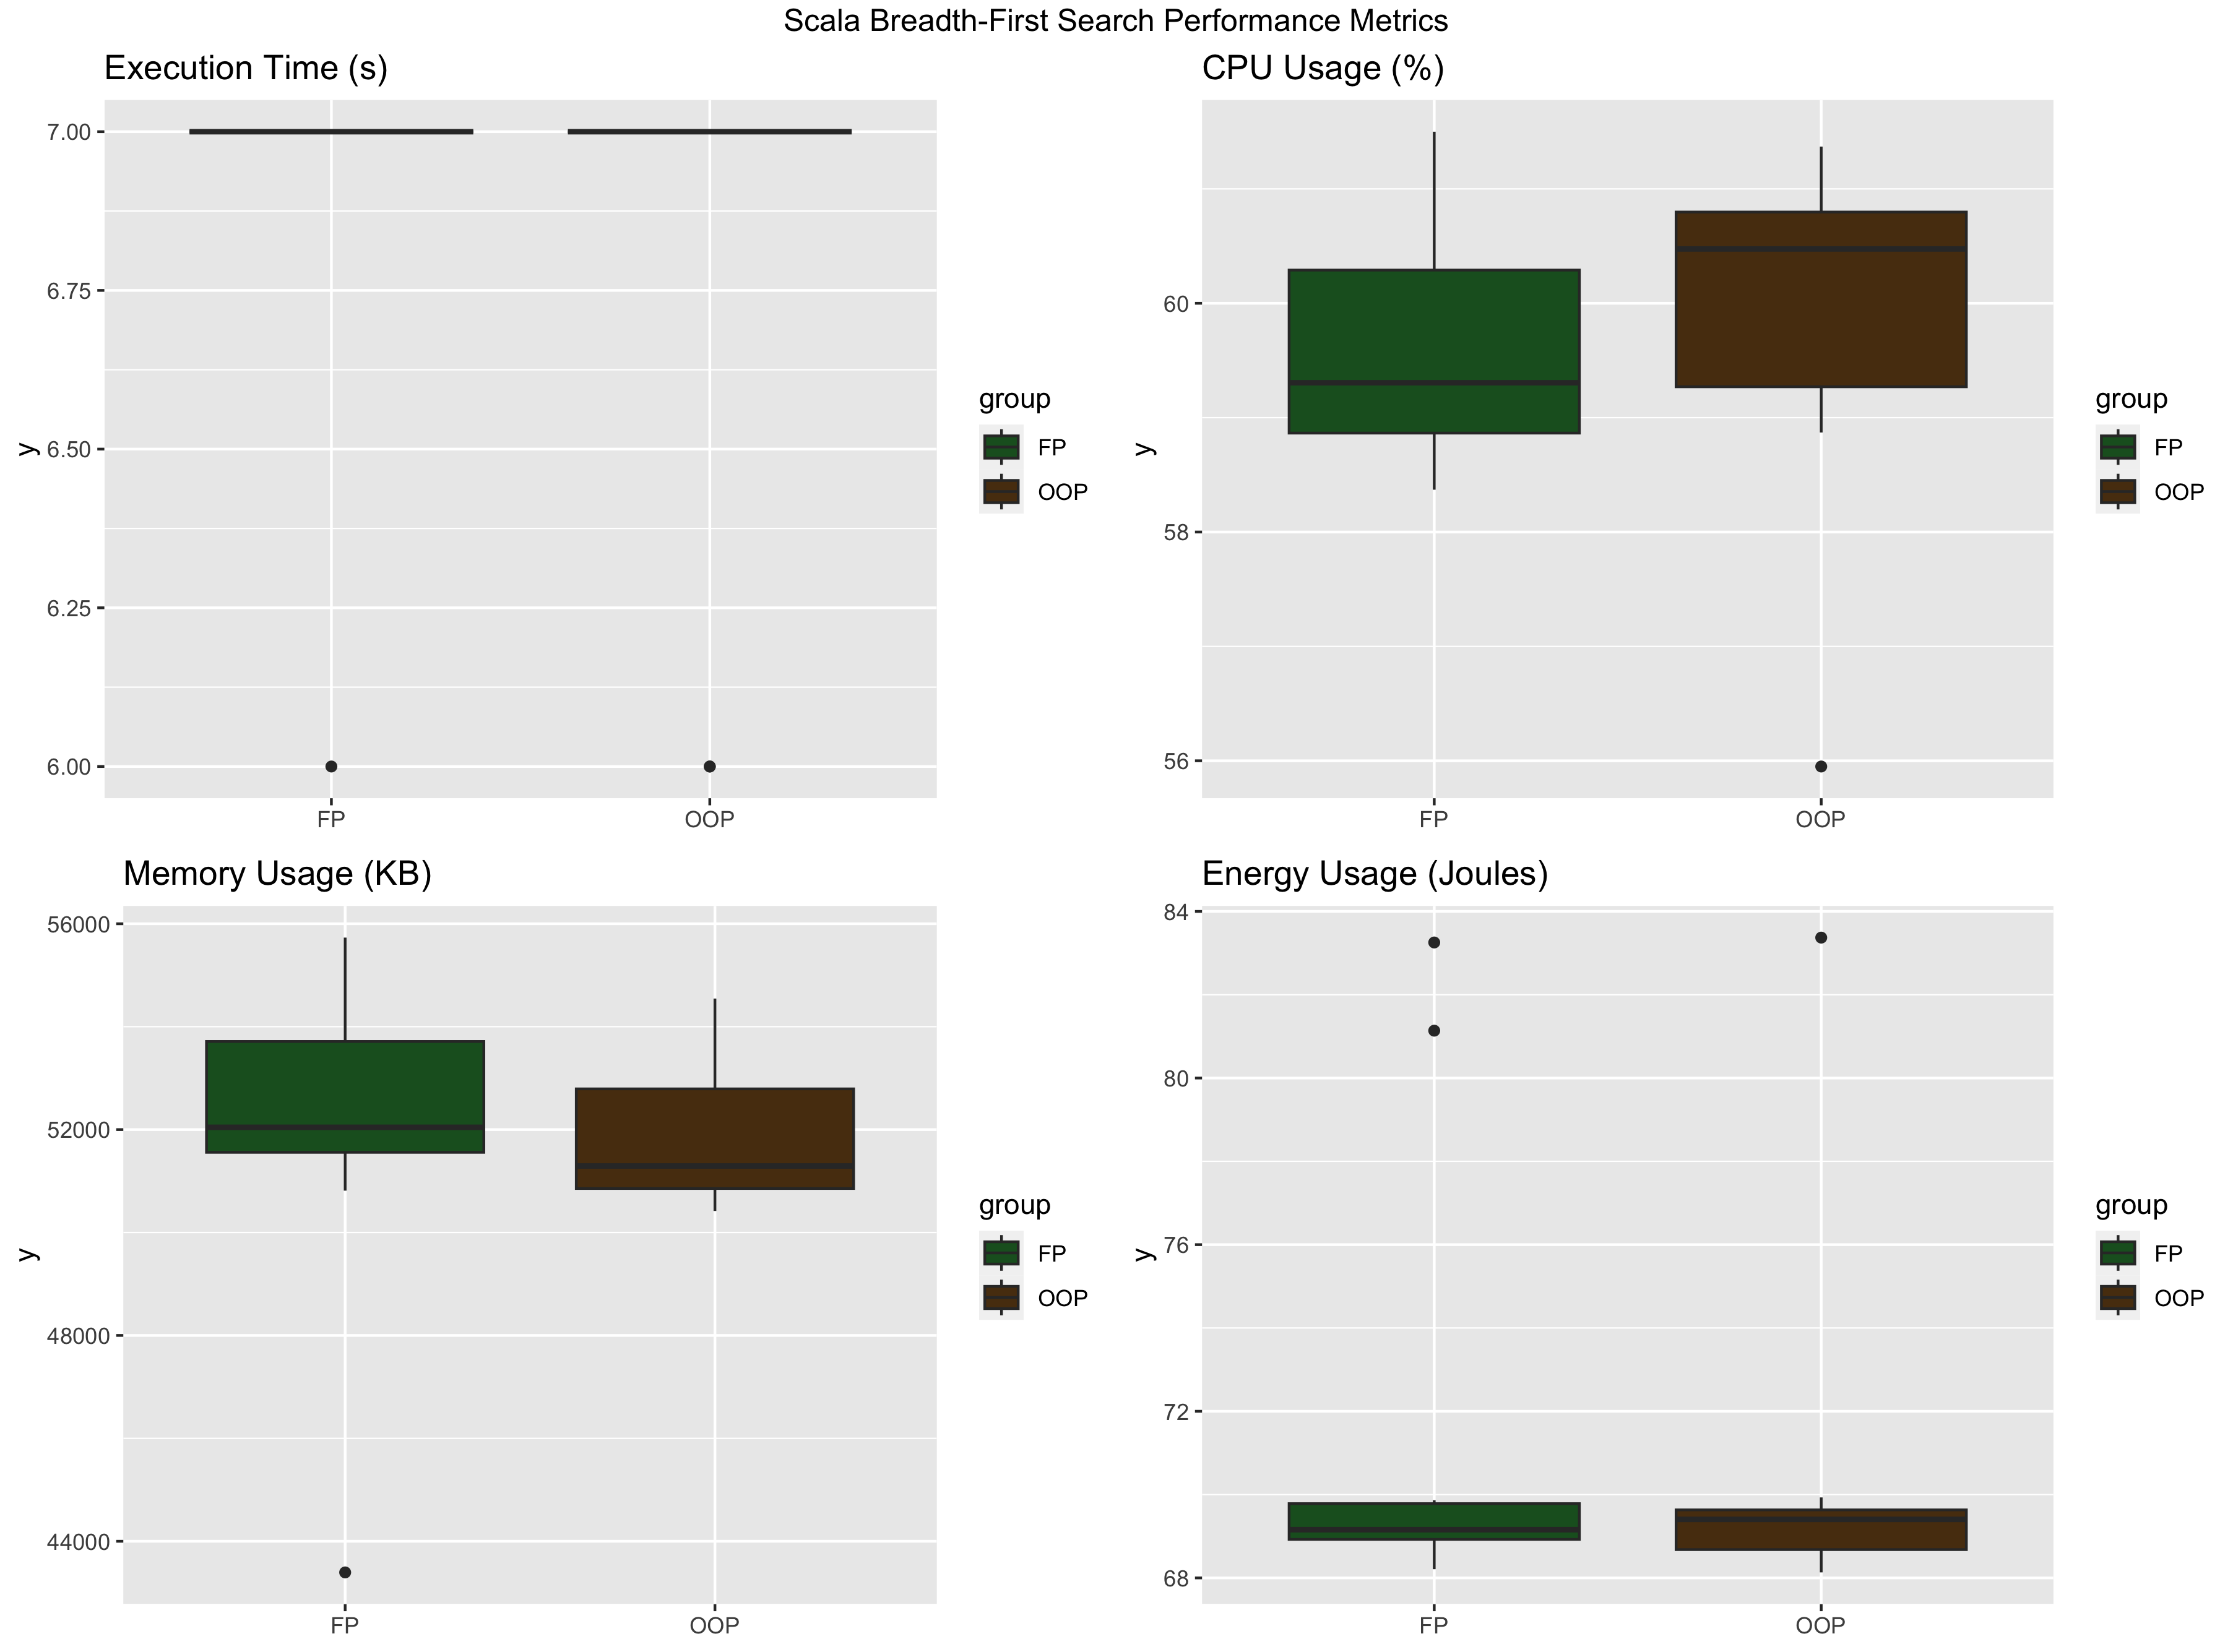 Scala Breadth-First Search Performance Metrics
Execution Time (s)
7.00
6.75
6.50
6.25
6.00
y
FP
OOP
group
FP
OOP
CPU Usage (%)
60
58
56
y
FP
OOP
group
FP
OOP
Memory Usage (KB)
56000
52000
48000
44000
y
FP
OOP
group
FP
OOP
Energy Usage (Joules)
84
80
76
72
68
y
FP
OOP
group
FP
OOP